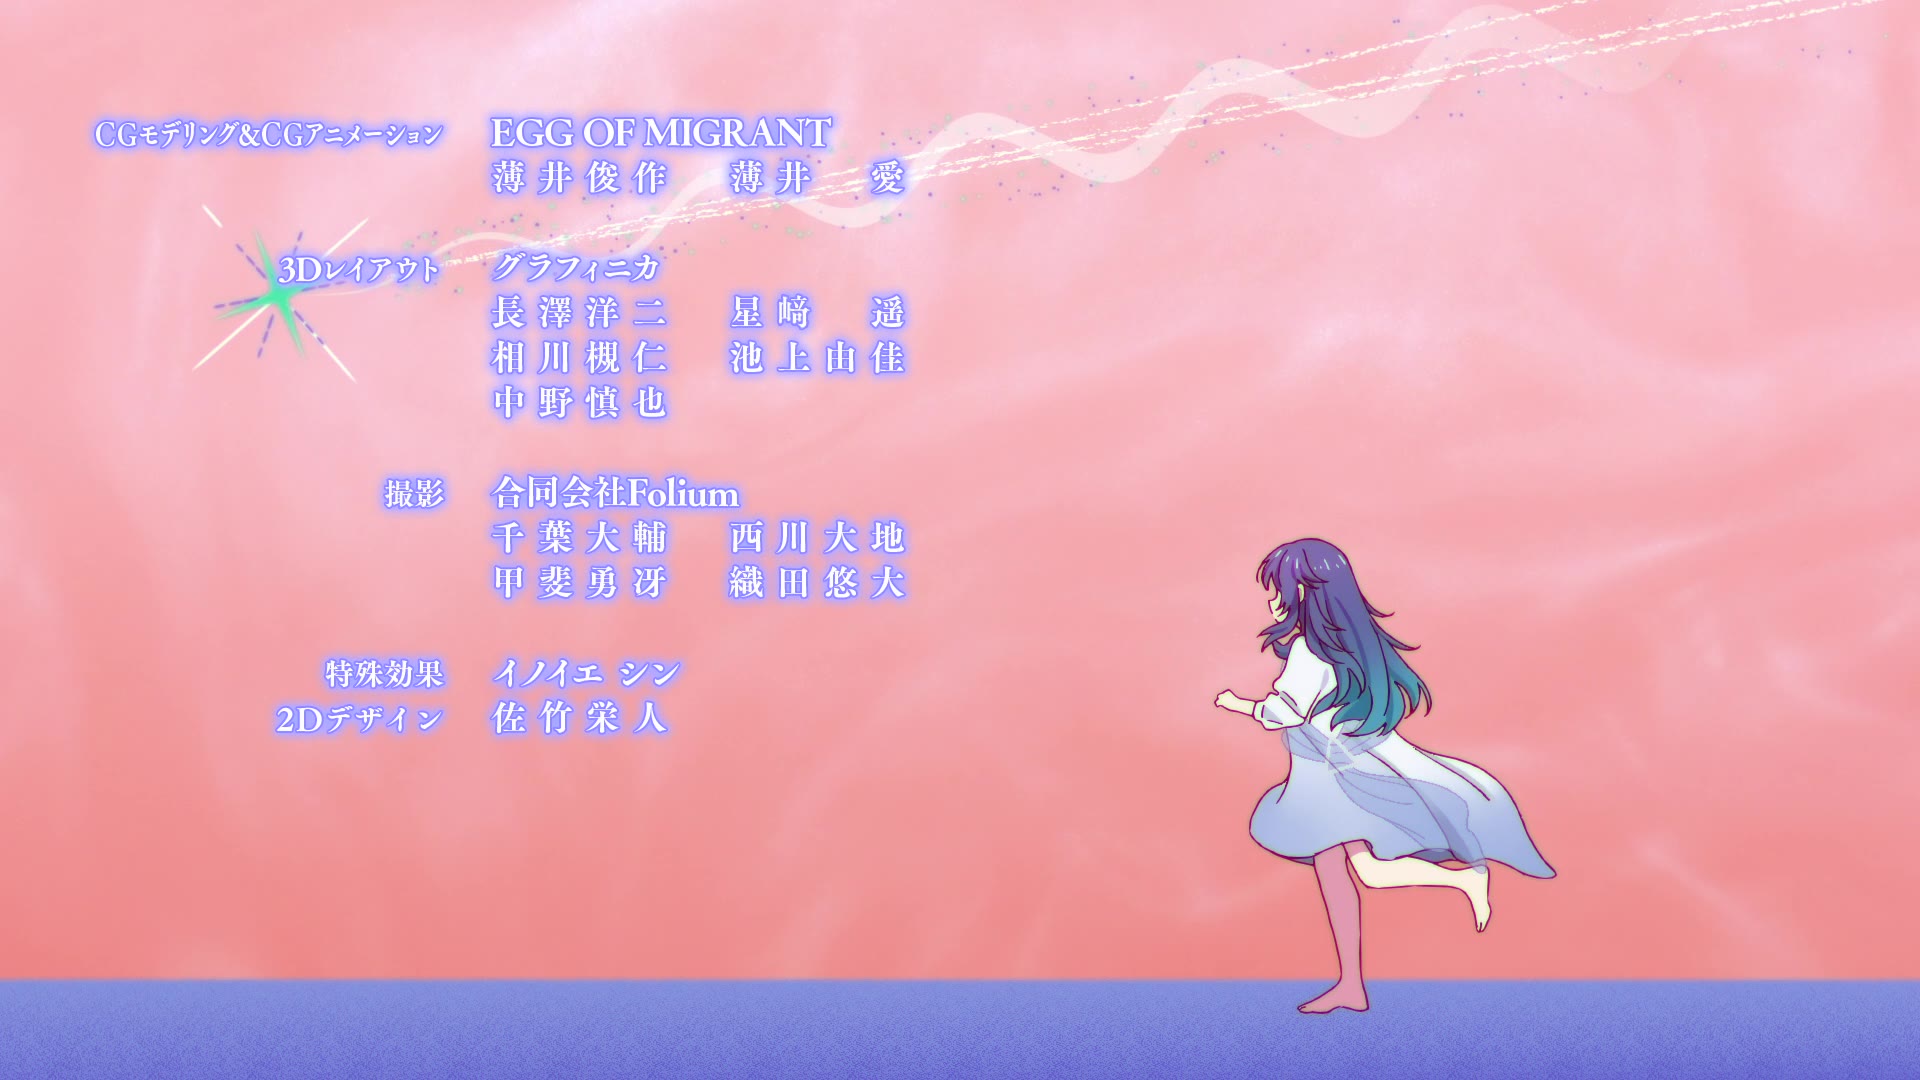 CGモデリング&CGアニメーション EGG OF MIGRANT
薄井俊作 薄井 愛
3Dレイアウト グラフィニカ
長澤洋二 星﨑 遥
相川槻仁 池上由佳
中野慎也
撮影 合同会社Folium
千葉大輔 西川大地
甲斐勇冴 織田悠大
特殊効果 イノイエ シン
2Dデザイン 佐竹栄人